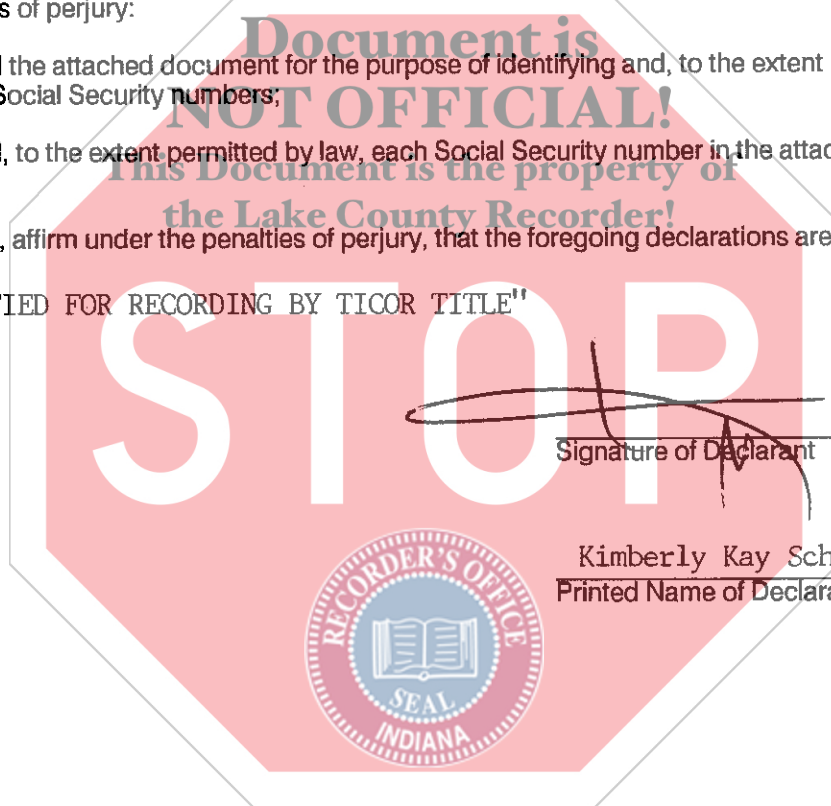 s of perjury:
Document is
the attached document for the purpose of identifying and, to the extent
Social Security numbers;
NOT OFFICIAL!
, to the extent permitted by law, each Social Security number in the attac
This Document is the property of
the Lake County Recorder!
, affirm under the penalties of perjury, that the foregoing declarations are
TIED FOR RECORDING BY TICOR TITLE"
STOP
Signature of Declarant
Kimberly Kay Sch
Printed Name of Declara
RECORDER'S OFFICE
SEAL
INDIANA